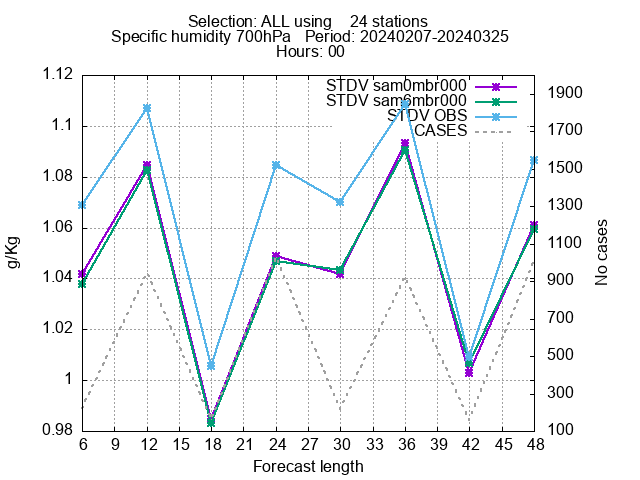 Selection: ALL using 24 stations
Specific humidity 700hPa Period: 20240207-20240325
Hours: 00
STDV sam0mbr000
STDV
STDV OBS
CASES
1.12
1.1
1.08
1.06
1.04
1.02
1
0.98
g/Kg
1900
1700
1500
1300
1100
900
700
500
300
100
No cases
6 9 12 15 18 21 24 27 30 33 36 39 42 45 48
Forecast length